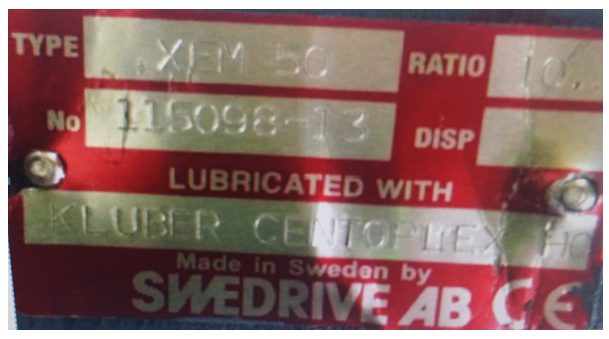 TYPE XEM 50 RATIO 10.
No 115098-13 DISP
LUBRICATED WITH
KLUBER CENTOPLEX HO
Made in Sweden by
SWEDRIVE AB CE